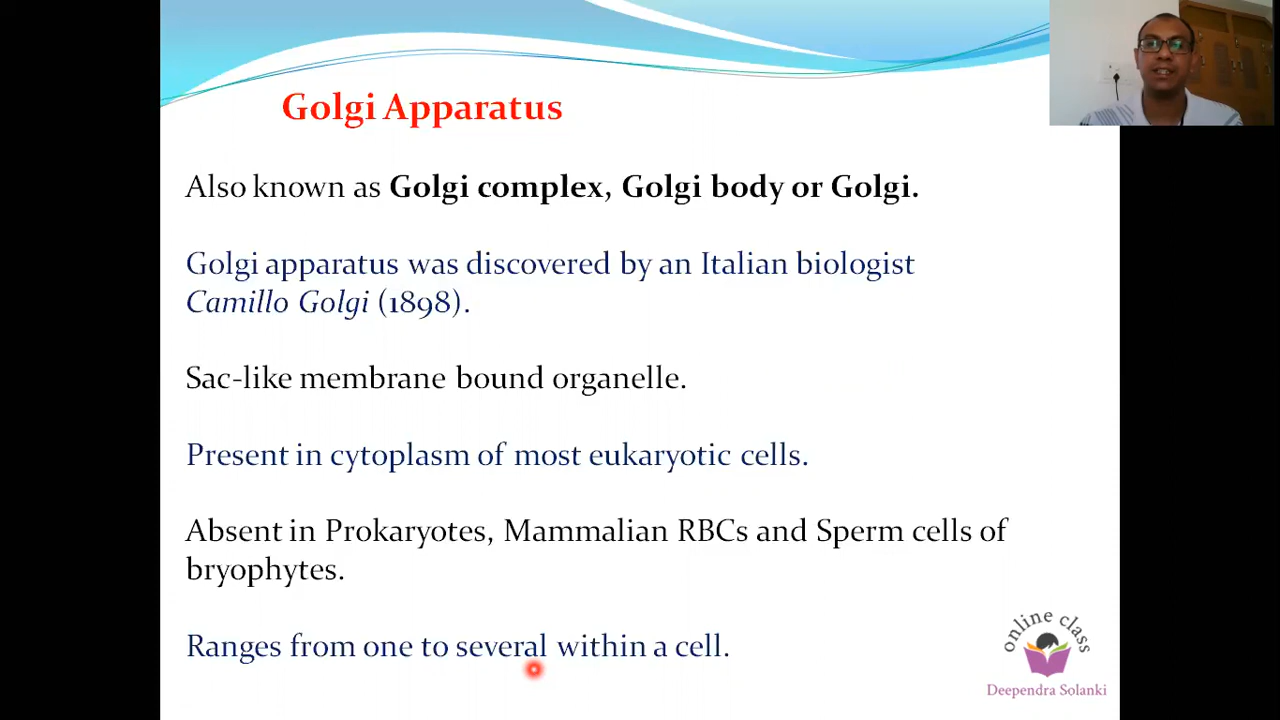 Golgi Apparatus
Also known as Golgi complex, Golgi body or Golgi.
Golgi apparatus was discovered by an Italian biologist
Camillo Golgi (1898).
Sac-like membrane bound organelle.
Present in cytoplasm of most eukaryotic cells.
Absent in Prokaryotes, Mammalian RBCs and Sperm cells of
bryophytes.
Ranges from one to several within a cell.
online class
Deependra Solanki